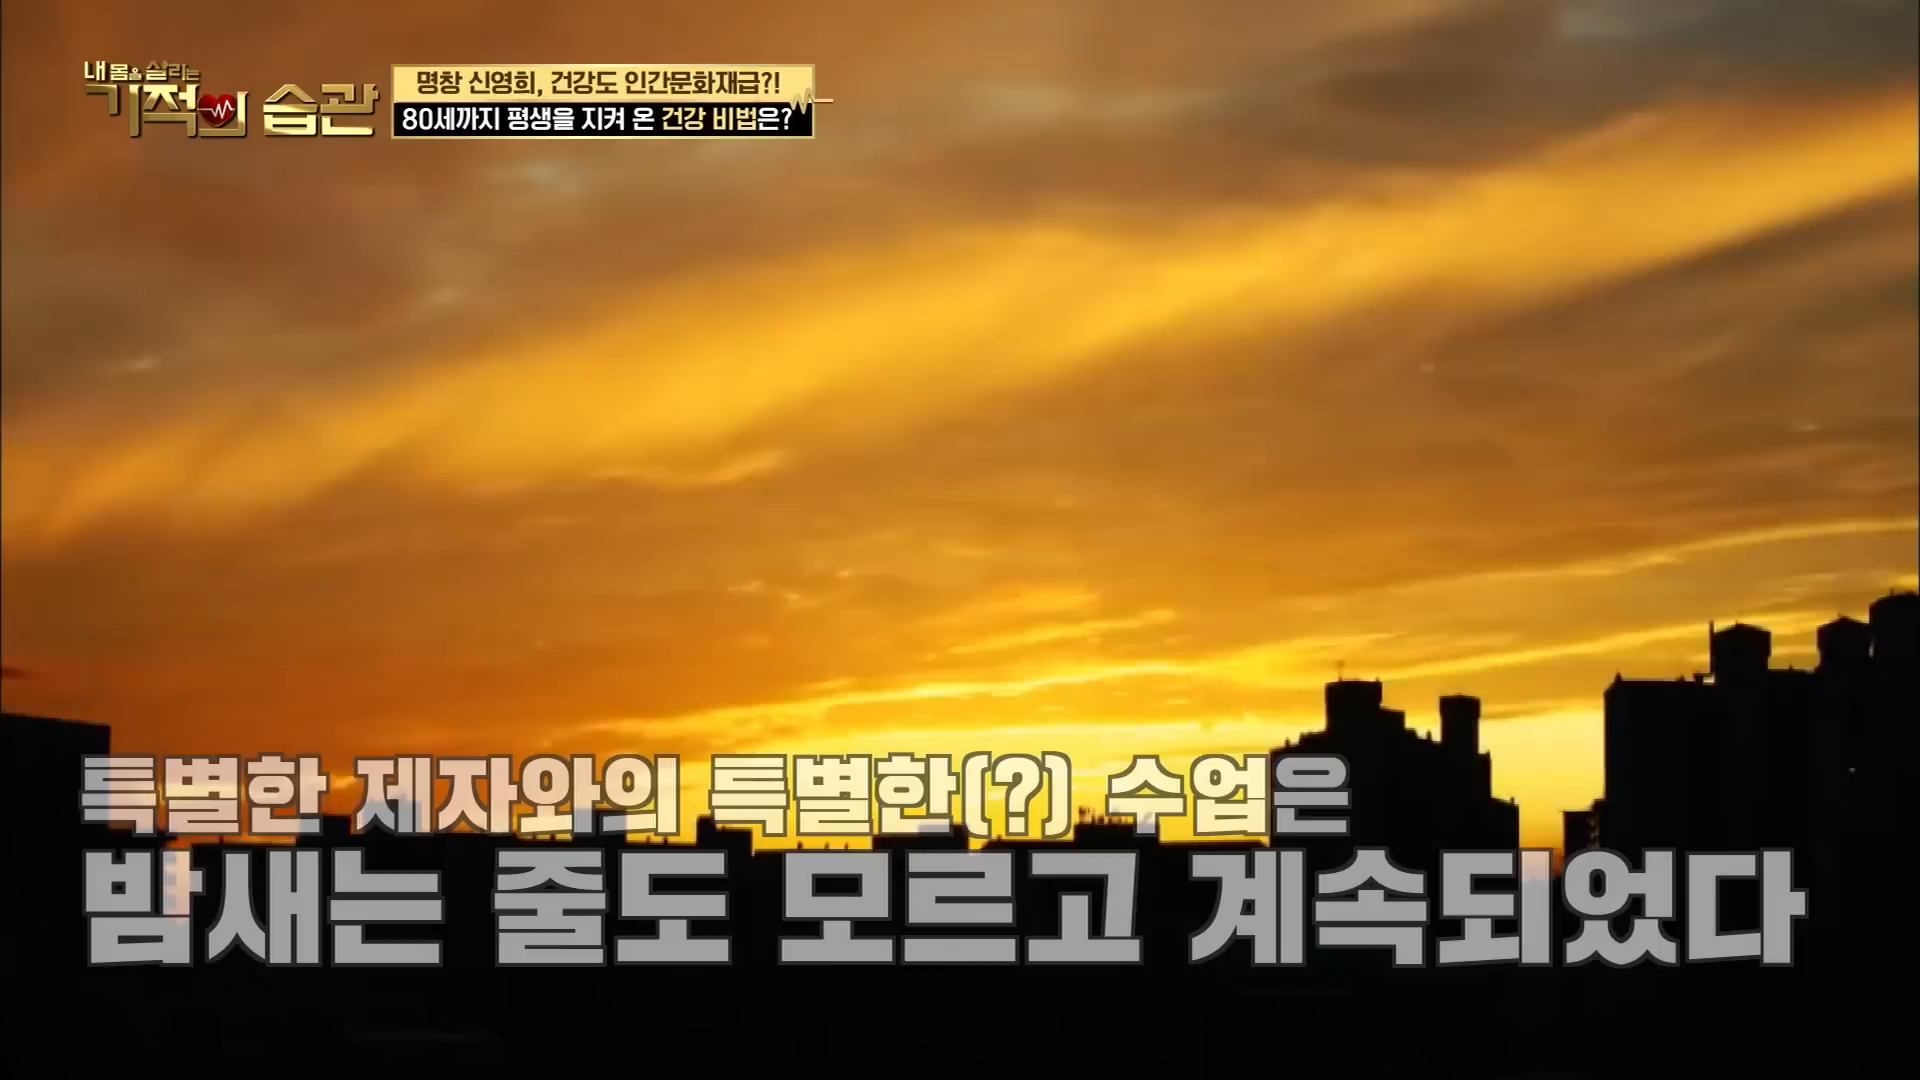 내 몸을 살리는
기적의 습관
명창 신영희, 건강도 인간문화재급?!
80세까지 평생을 지켜 온 건강 비법은?
특별한 제자와의 특별한(?) 수업은
밤새는 줄도 모르고 계속되었다